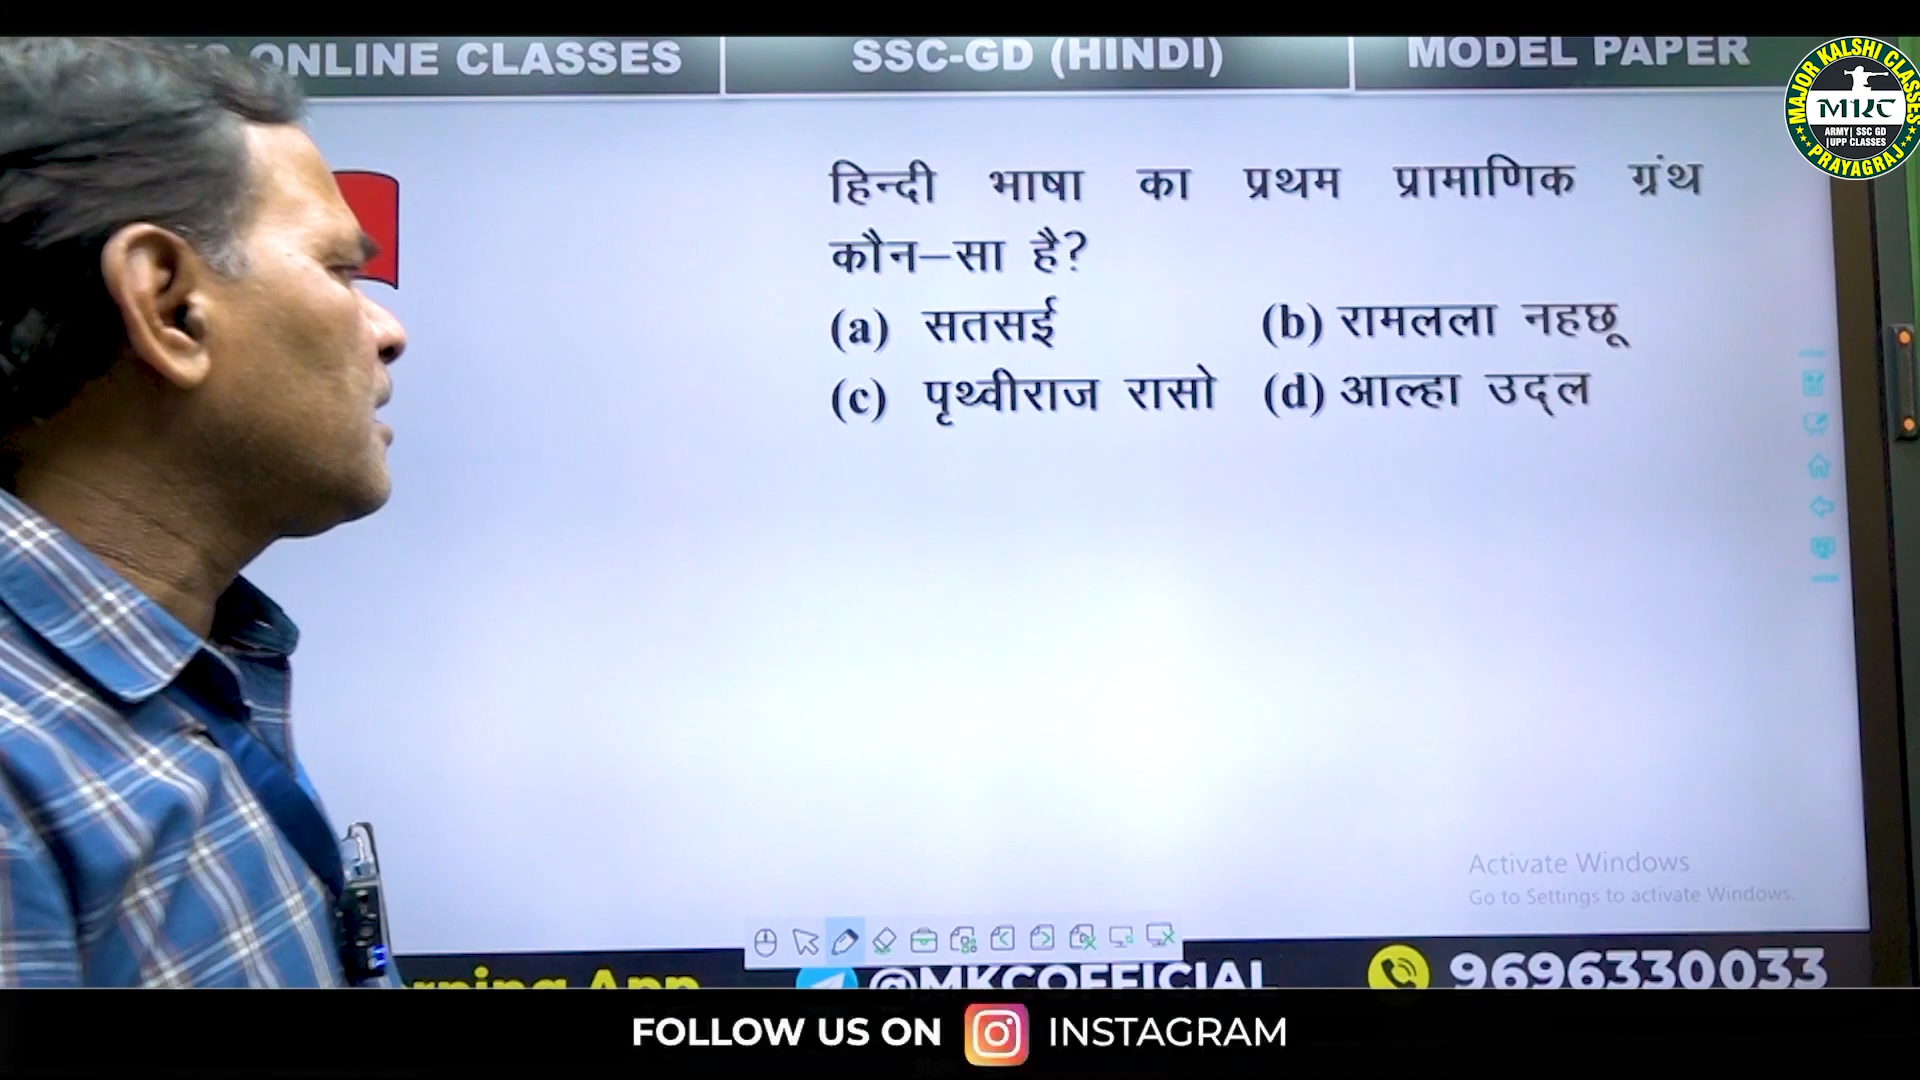 ONLINE CLASSES
SSC-GD (HINDI)
MODEL PAPER
MAJOR KALSHI CLASSES
MKC
ARMY| SSC GD
|UPP CLASSES
PRAYAGRAJ
हिन्दी भाषा का प्रथम प्रामाणिक ग्रंथ
कौन–सा है?
(a) सतसई (b) रामलला नहछू
(c) पृथ्वीराज रासो (d) आल्हा उद्ल
Activate Windows
Go to Settings to activate Windows.
App
@MKCOFFICIAL
9696330033
FOLLOW US ON INSTAGRAM